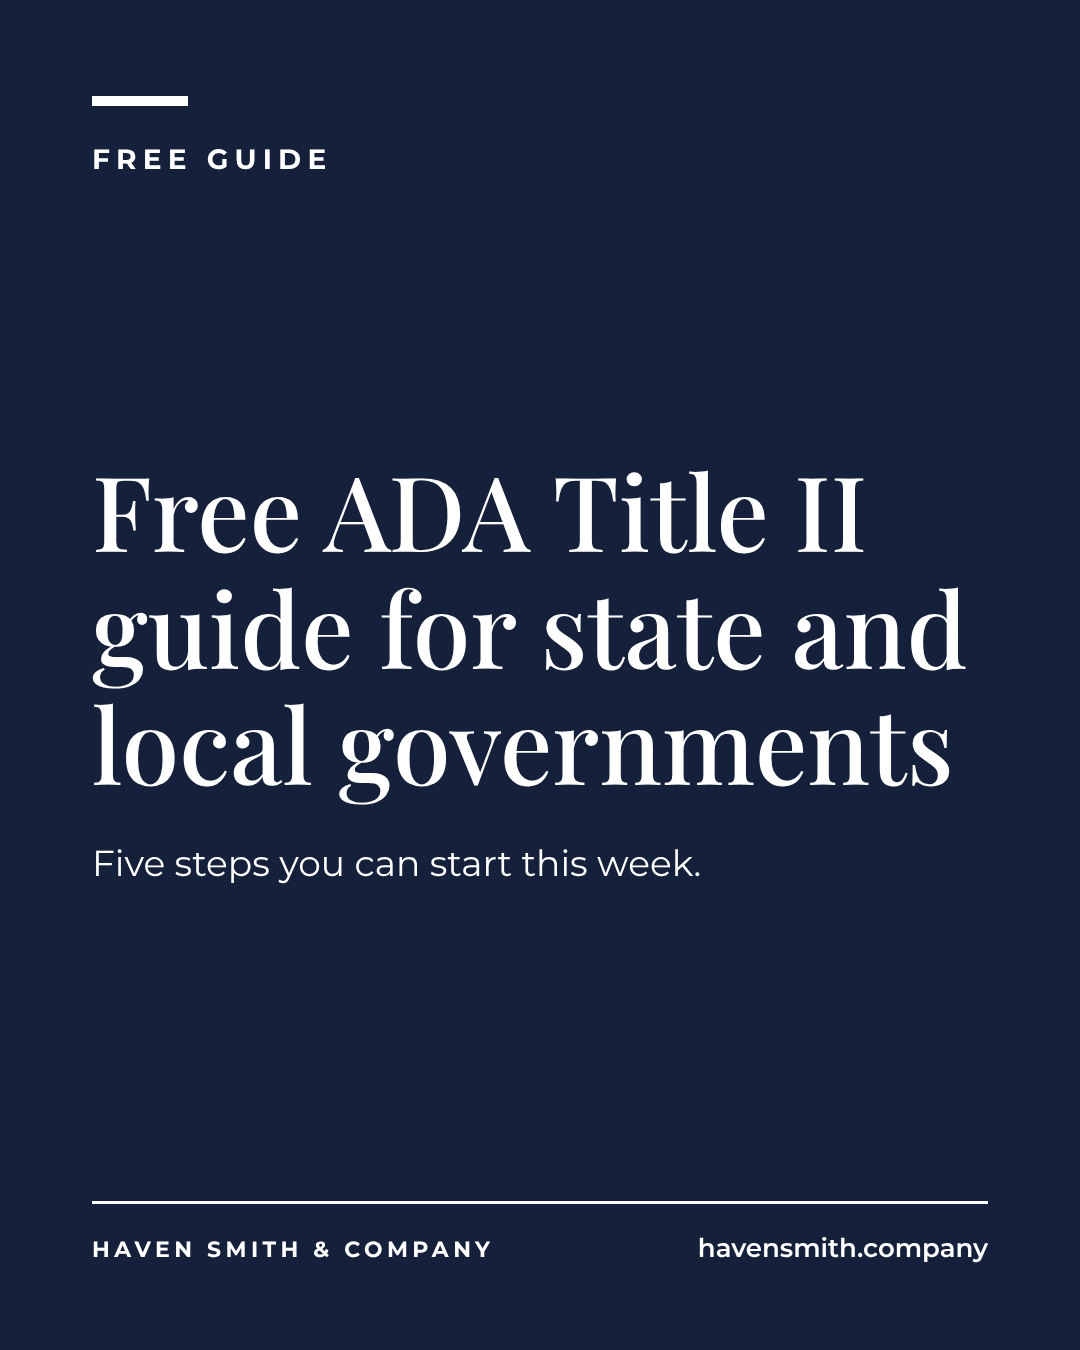 FREE GUIDE
Free ADA Title II
guide for state and
local governments
Five steps you can start this week.
HAVEN SMITH & COMPANY
havensmith.company